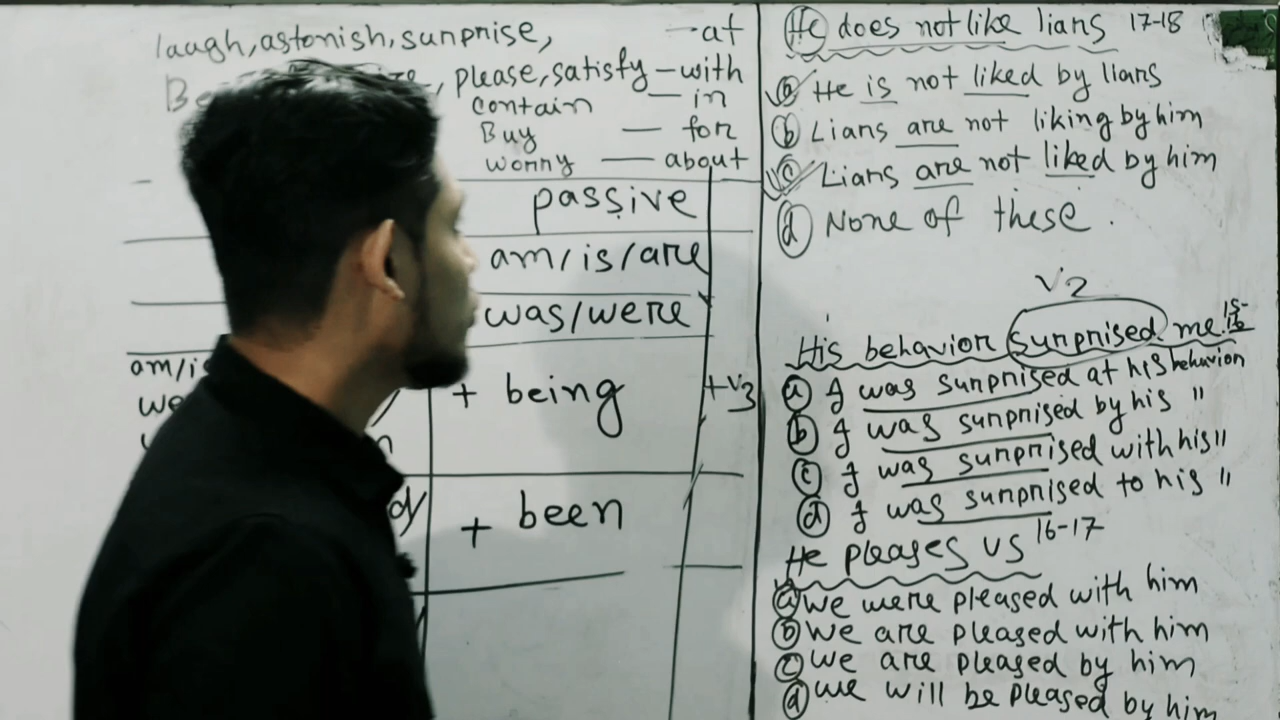 laugh, astonish, surprise, — at
please, satisfy — with
contain — in
Buy — for
worry — about
passive
am/is/are
was/were
am/i
we
+ being
+v3
+ been
He does not like liars 17-18
(a) He is not liked by liars
(b) Liars are not liking by him
(c) Liars are not liked by him
(d) None of these.
V2
His behavior surprised me. 15-16
(a) I was surprised at his behavior
(b) I was surprised by his "
(c) I was surprised with his "
(d) I was surprised to his "
He pleases us 16-17
(a) we were pleased with him
(b) we are pleased with him
(c) we are pleased by him
(d) we will be pleased by him